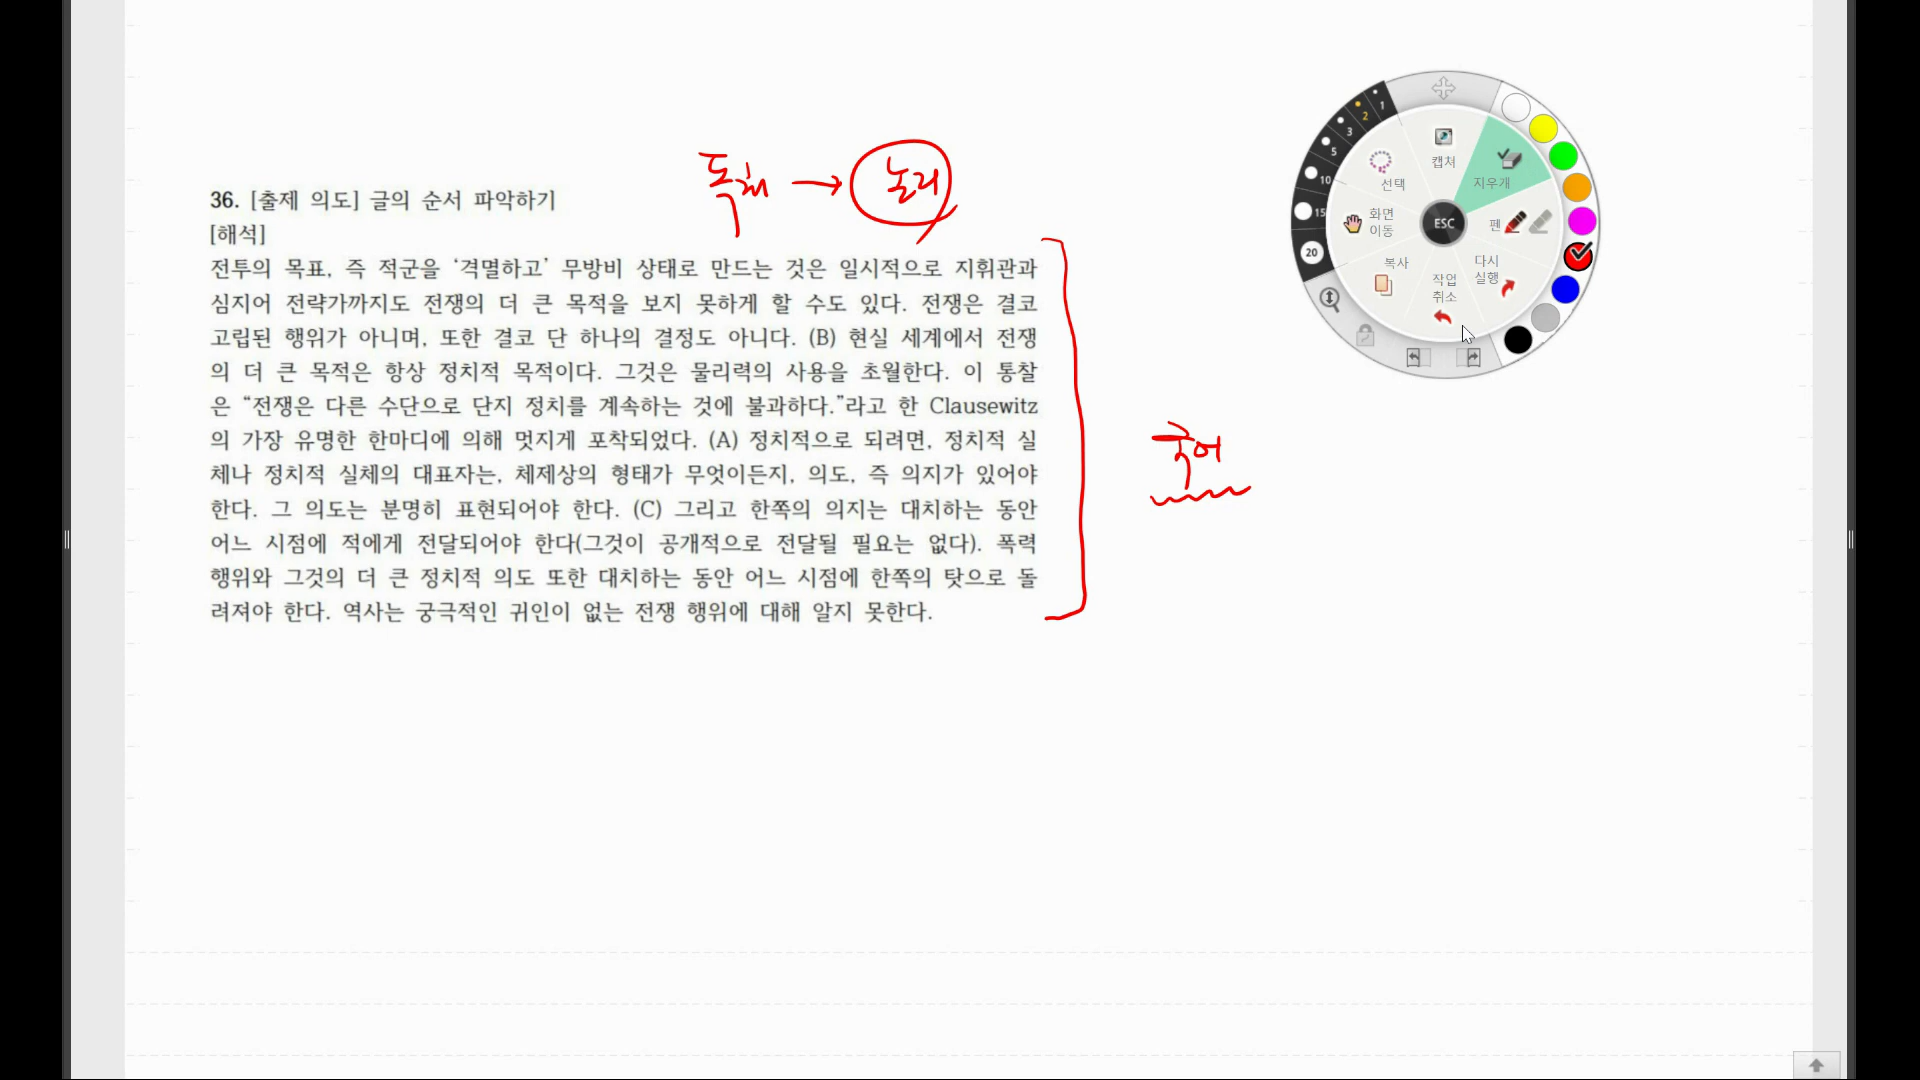 독해 → 논리
36. [출제 의도] 글의 순서 파악하기
[해석]
전투의 목표, 즉 적군을 ‘격멸하고’ 무방비 상태로 만드는 것은 일시적으로 지휘관과
심지어 전략가까지도 전쟁의 더 큰 목적을 보지 못하게 할 수도 있다. 전쟁은 결코
고립된 행위가 아니며, 또한 결코 단 하나의 결정도 아니다. (B) 현실 세계에서 전쟁
의 더 큰 목적은 항상 정치적 목적이다. 그것은 물리력의 사용을 초월한다. 이 통찰
은 “전쟁은 다른 수단으로 단지 정치를 계속하는 것에 불과하다.”라고 한 Clausewitz
의 가장 유명한 한마디에 의해 멋지게 포착되었다. (A) 정치적으로 되려면, 정치적 실
체나 정치적 실체의 대표자는, 체제상의 형태가 무엇이든지, 의도, 즉 의지가 있어야
한다. 그 의도는 분명히 표현되어야 한다. (C) 그리고 한쪽의 의지는 대치하는 동안
어느 시점에 적에게 전달되어야 한다(그것이 공개적으로 전달될 필요는 없다). 폭력
행위와 그것의 더 큰 정치적 의도 또한 대치하는 동안 어느 시점에 한쪽의 탓으로 돌
려져야 한다. 역사는 궁극적인 귀인이 없는 전쟁 행위에 대해 알지 못한다.
국어
1
2
3
5
10
15
20
캡쳐
선택
지우개
화면
이동
ESC
펜
복사
작업
취소
다시
실행